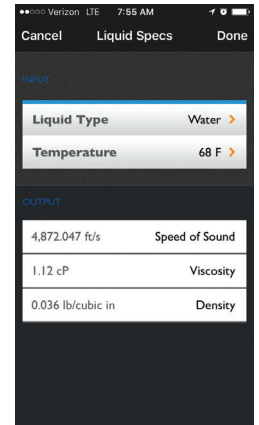 Verizon LTE 7:55 AM
Cancel Liquid Specs Done
INPUT
Liquid Type Water >
Temperature 68 F >
OUTPUT
4,872.047 ft/s Speed of Sound
1.12 cP Viscosity
0.036 lb/cubic in Density